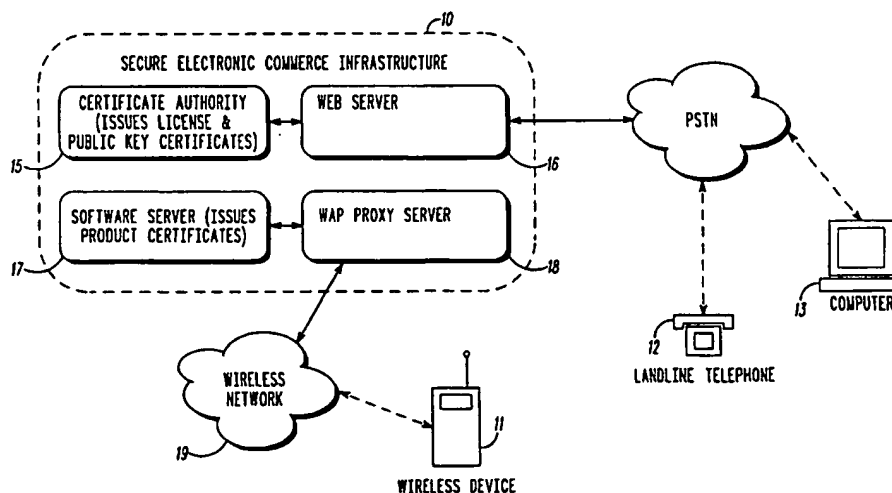 10
SECURE ELECTRONIC COMMERCE INFRASTRUCTURE
CERTIFICATE AUTHORITY
(ISSUES LICENSE &
PUBLIC KEY CERTIFICATES)
15
WEB SERVER
16
PSTN
SOFTWARE SERVER (ISSUES
PRODUCT CERTIFICATES)
17
WAP PROXY SERVER
18
13
COMPUTER
12
LANDLINE TELEPHONE
WIRELESS
NETWORK
19
11
WIRELESS DEVICE